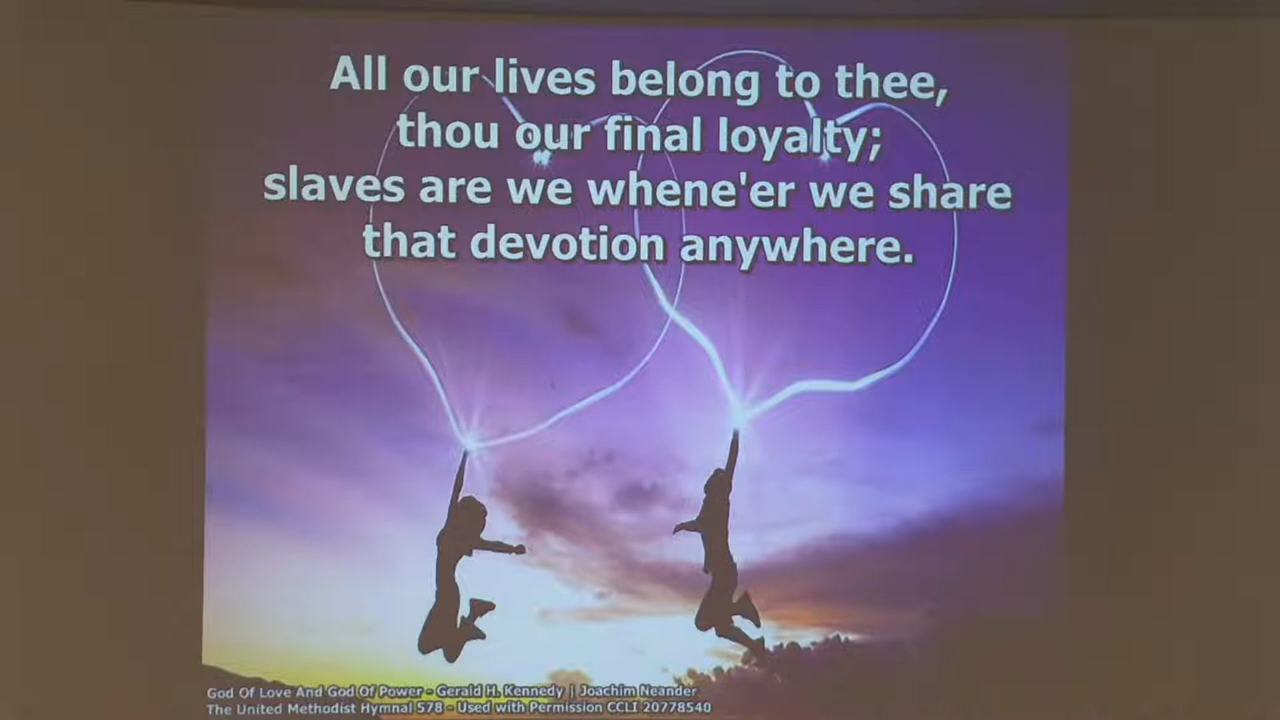 All our lives belong to thee,
thou our final loyalty;
slaves are we whene'er we share
that devotion anywhere.
God Of Love And God Of Power - Gerald H. Kennedy | Joachim Neander
The United Methodist Hymnal 578 - Used with Permission CCLI 20778540